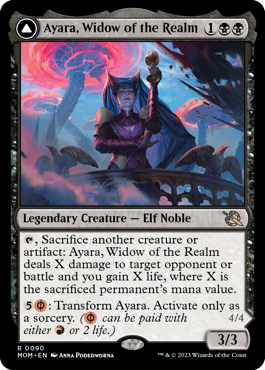 Ayara, Widow of the Realm 1
Legendary Creature — Elf Noble
, Sacrifice another creature or
artifact: Ayara, Widow of the Realm
deals X damage to target opponent or
battle and you gain X life, where X is
the sacrificed permanent's mana value.
5 : Transform Ayara. Activate only as
a sorcery. ( can be paid with 4/4
either or 2 life.)
3/3
R 0090
MOM • EN ANNA PODEDWORNA ™ & © 2023 Wizards of the Coast